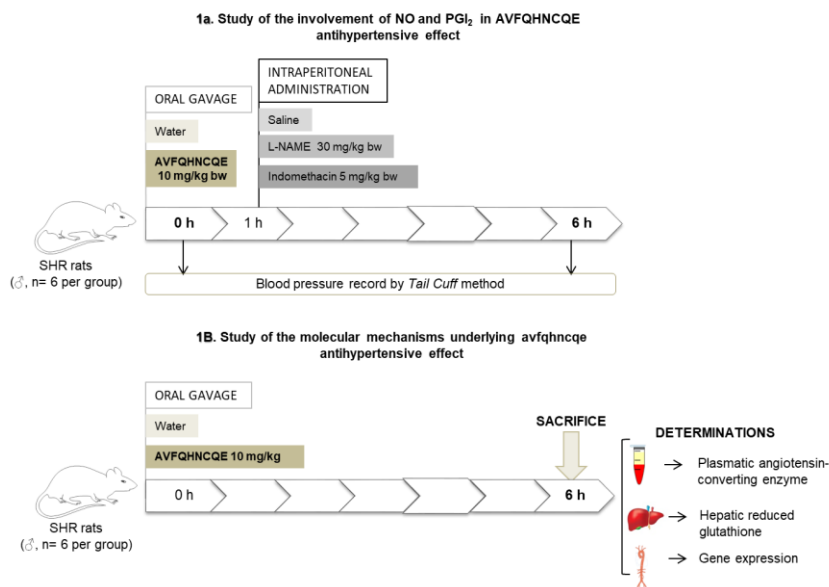 1a. Study of the involvement of NO and PGI₂ in AVFQHNCQE
antihypertensive effect
INTRAPERITONEAL
ADMINISTRATION
ORAL GAVAGE
Saline
Water
L-NAME 30 mg/kg bw
AVFQHNCQE
10 mg/kg bw
Indomethacin 5 mg/kg bw
0 h
1 h
6 h
SHR rats
(♂, n= 6 per group)
Blood pressure record by Tail Cuff method
1B. Study of the molecular mechanisms underlying avfqhncqe
antihypertensive effect
ORAL GAVAGE
Water
AVFQHNCQE 10 mg/kg
SACRIFICE
0 h
6 h
SHR rats
(♂, n= 6 per group)
DETERMINATIONS
Plasmatic angiotensin-
converting enzyme
Hepatic reduced
glutathione
Gene expression